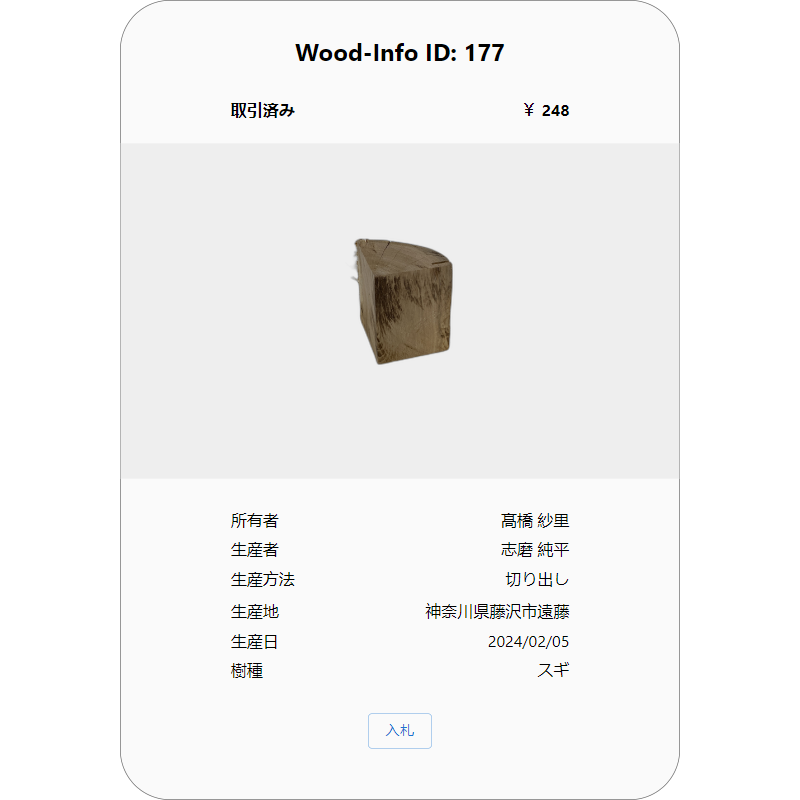 Wood-Info ID: 177
取引済み ￥ 248
所有者 髙橋 紗里
生産者 志磨 純平
生産方法 切り出し
生産地 神奈川県藤沢市遠藤
生産日 2024/02/05
樹種 スギ
入札